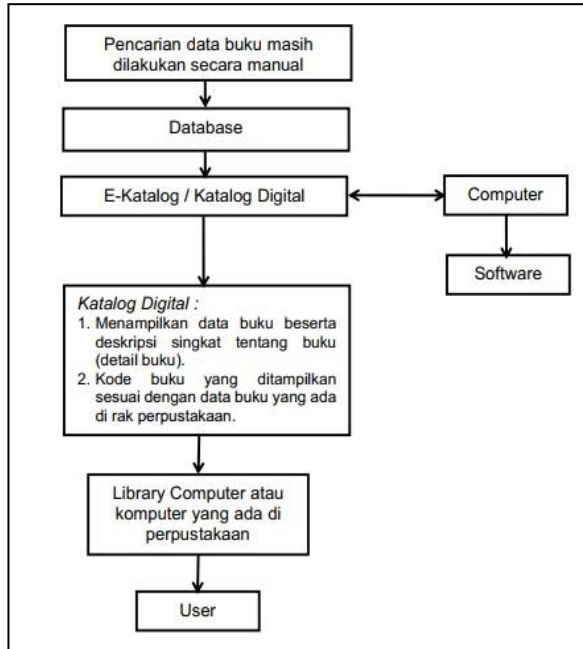 Pencarian data buku masih
dilakukan secara manual
Database
E-Katalog / Katalog Digital
Computer
Software
Katalog Digital :
1. Menampilkan data buku beserta
deskripsi singkat tentang buku
(detail buku).
2. Kode buku yang ditampilkan
sesuai dengan data buku yang ada
di rak perpustakaan.
Library Computer atau
komputer yang ada di
perpustakaan
User